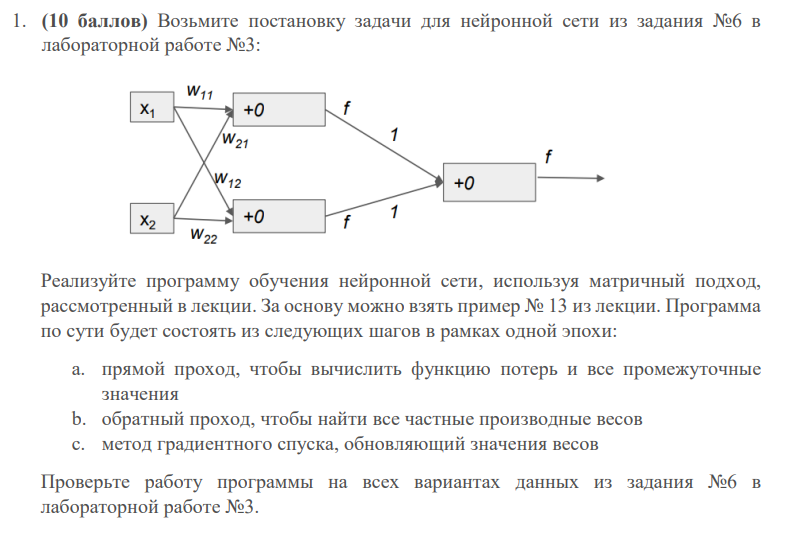 1. (10 баллов) Возьмите постановку задачи для нейронной сети из задания №6 в
лабораторной работе №3:
W11
x1
+0
f
1
W21
f
W12
+0
x2
+0
1
W22
f
Реализуйте программу обучения нейронной сети, используя матричный подход,
рассмотренный в лекции. За основу можно взять пример № 13 из лекции. Программа
по сути будет состоять из следующих шагов в рамках одной эпохи:
a. прямой проход, чтобы вычислить функцию потерь и все промежуточные
значения
b. обратный проход, чтобы найти все частные производные весов
c. метод градиентного спуска, обновляющий значения весов
Проверьте работу программы на всех вариантах данных из задания №6 в
лабораторной работе №3.